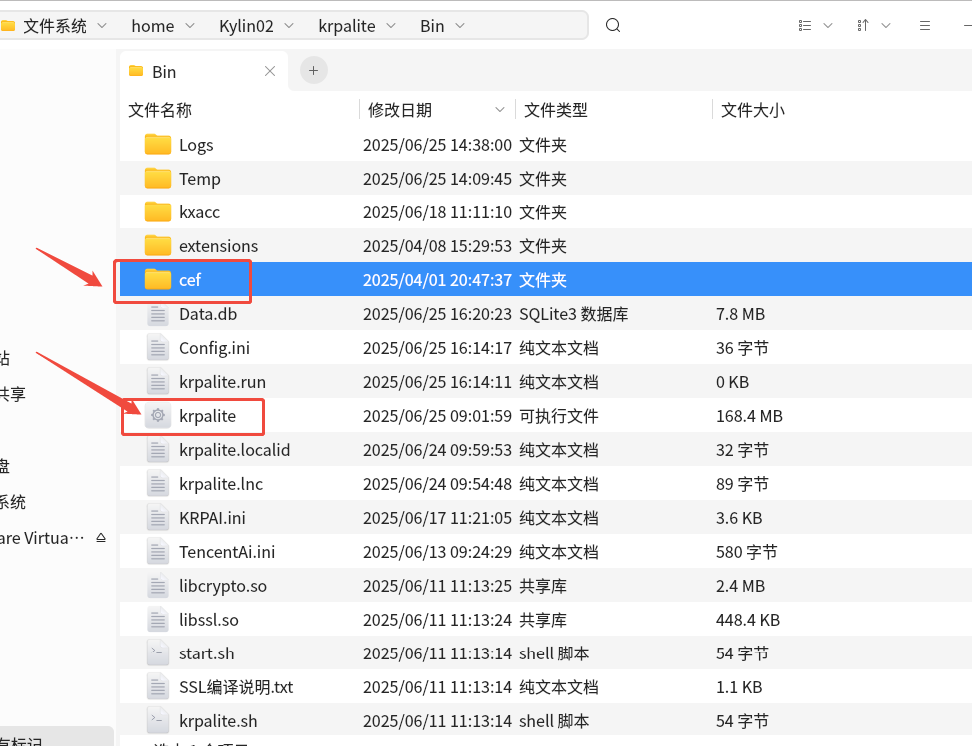 文件系统 home Kylin02 krpalite Bin
Bin
文件名称 修改日期 文件类型 文件大小
Logs 2025/06/25 14:38:00 文件夹
Temp 2025/06/25 14:09:45 文件夹
kxacc 2025/06/18 11:11:10 文件夹
extensions 2025/04/08 15:29:53 文件夹
cef 2025/04/01 20:47:37 文件夹
Data.db 2025/06/25 16:20:23 SQLite3 数据库 7.8 MB
Config.ini 2025/06/25 16:14:17 纯文本文档 36 字节
站
krpalite.run 2025/06/25 16:14:11 纯文本文档 0 KB
共享
krpalite 2025/06/25 09:01:59 可执行文件 168.4 MB
krpalite.localid 2025/06/24 09:59:53 纯文本文档 32 字节
盘
krpalite.lnc 2025/06/24 09:54:48 纯文本文档 89 字节
系统
KRPAI.ini 2025/06/17 11:21:05 纯文本文档 3.6 KB
are Virtua…
TencentAi.ini 2025/06/13 09:24:29 纯文本文档 580 字节
libcrypto.so 2025/06/11 11:13:25 共享库 2.4 MB
libssl.so 2025/06/11 11:13:24 共享库 448.4 KB
start.sh 2025/06/11 11:13:14 shell 脚本 54 字节
SSL编译说明.txt 2025/06/11 11:13:14 纯文本文档 1.1 KB
krpalite.sh 2025/06/11 11:13:14 shell 脚本 54 字节
有标记